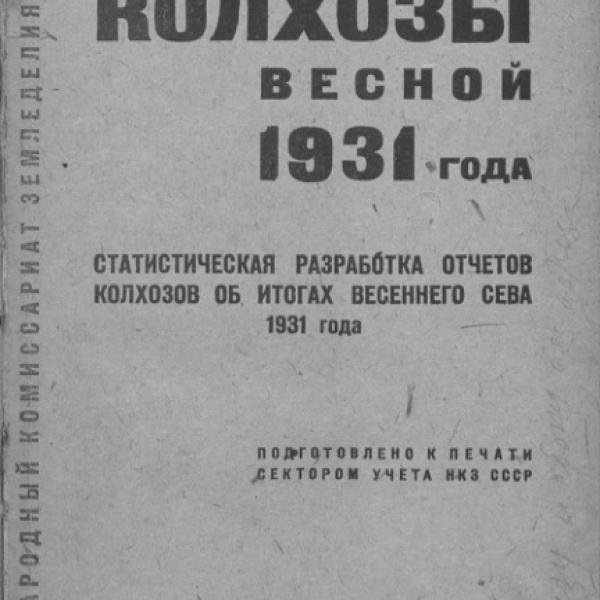 КОЛХОЗЫ
ВЕСНОЙ
1931 ГОДА
СТАТИСТИЧЕСКАЯ РАЗРАБОТКА ОТЧЕТОВ
КОЛХОЗОВ ОБ ИТОГАХ ВЕСЕННЕГО СЕВА
1931 года
ПОДГОТОВЛЕНО К ПЕЧАТИ
СЕКТОРОМ УЧЕТА НКЗ СССР
АРОДНЫЙ КОМИССАРИАТ ЗЕМЛЕДЕЛИЯ